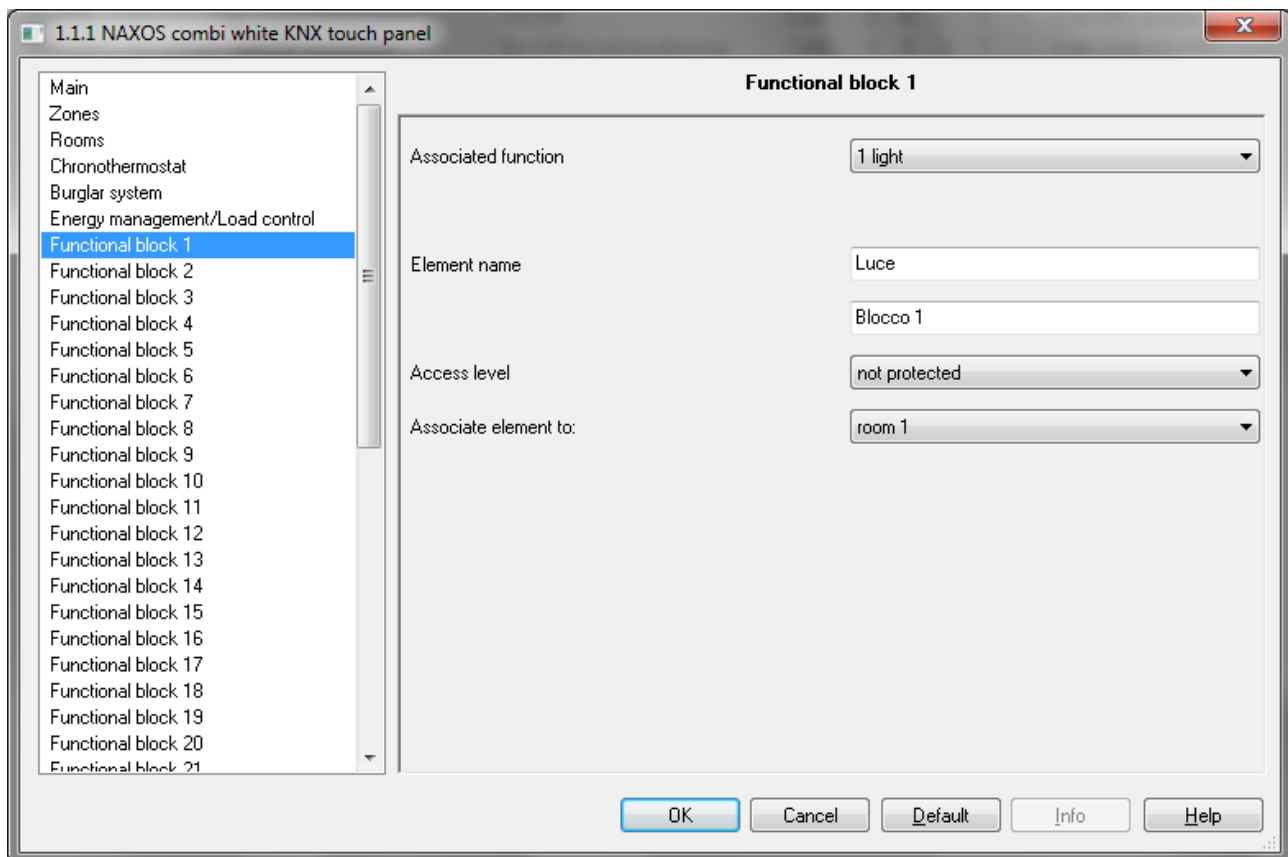 1.1.1 NAXOS combi white KNX touch panel
Main
Zones
Rooms
Chronothermostat
Burglar system
Energy management/Load control
Functional block 1
Functional block 2
Functional block 3
Functional block 4
Functional block 5
Functional block 6
Functional block 7
Functional block 8
Functional block 9
Functional block 10
Functional block 11
Functional block 12
Functional block 13
Functional block 14
Functional block 15
Functional block 16
Functional block 17
Functional block 18
Functional block 19
Functional block 20
Functional block 21
Functional block 1
Associated function
1 light
Element name
Luce
Blocco 1
Access level
not protected
Associate element to:
room 1
OK
Cancel
Default
Info
Help